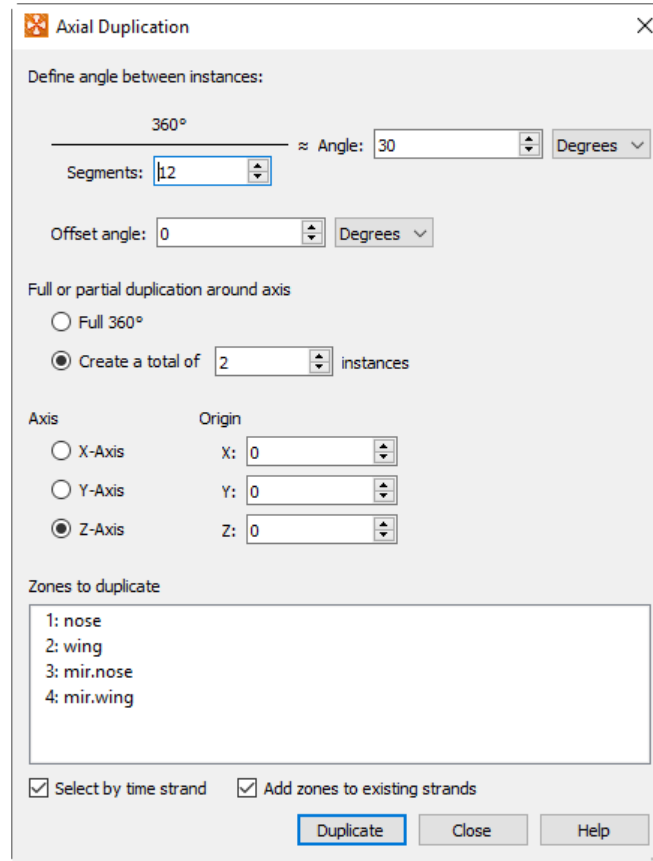 Axial Duplication
Define angle between instances:
360°
Segments: 12 ≈ Angle: 30 Degrees
Offset angle: 0 Degrees
Full or partial duplication around axis
Full 360°
Create a total of 2 instances
Axis Origin
X-Axis X: 0
Y-Axis Y: 0
Z-Axis Z: 0
Zones to duplicate
1: nose
2: wing
3: mir.nose
4: mir.wing
Select by time strand Add zones to existing strands
Duplicate Close Help